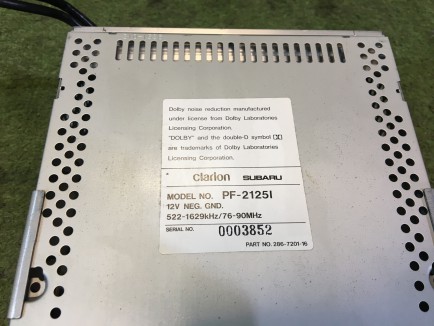 Dolby noise reduction manufactured
under license from Dolby Laboratories
Licensing Corporation.
"DOLBY" and the double-D symbol
are trademarks of Dolby Laboratories
Licensing Corporation.
clarion SUBARU
MODEL NO. PF-2125I
12V NEG. GND.
522-1629kHz/76-90MHz
SERIAL NO. 0003852
PART NO. 286-7201-16